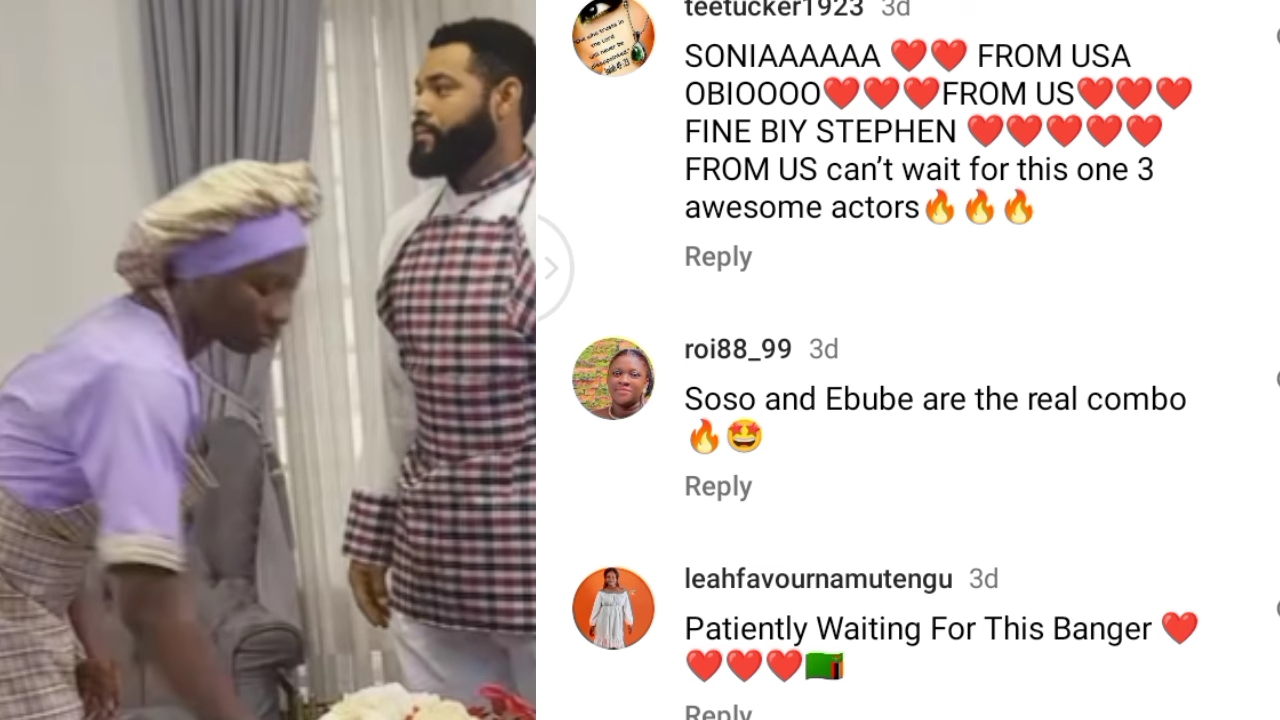 teetucker1923 3d
SONIAAAAAA ❤️❤️ FROM USA
OBIOOOO❤️❤️❤️FROM US❤️❤️❤️
FINE BIY STEPHEN ❤️❤️❤️❤️❤️
FROM US can’t wait for this one 3
awesome actors🔥🔥🔥
Reply
roi88_99 3d
Soso and Ebube are the real combo
🔥🤩
Reply
leahfavournamutengu 3d
Patiently Waiting For This Banger ❤️
❤️❤️❤️🇿🇲
Reply